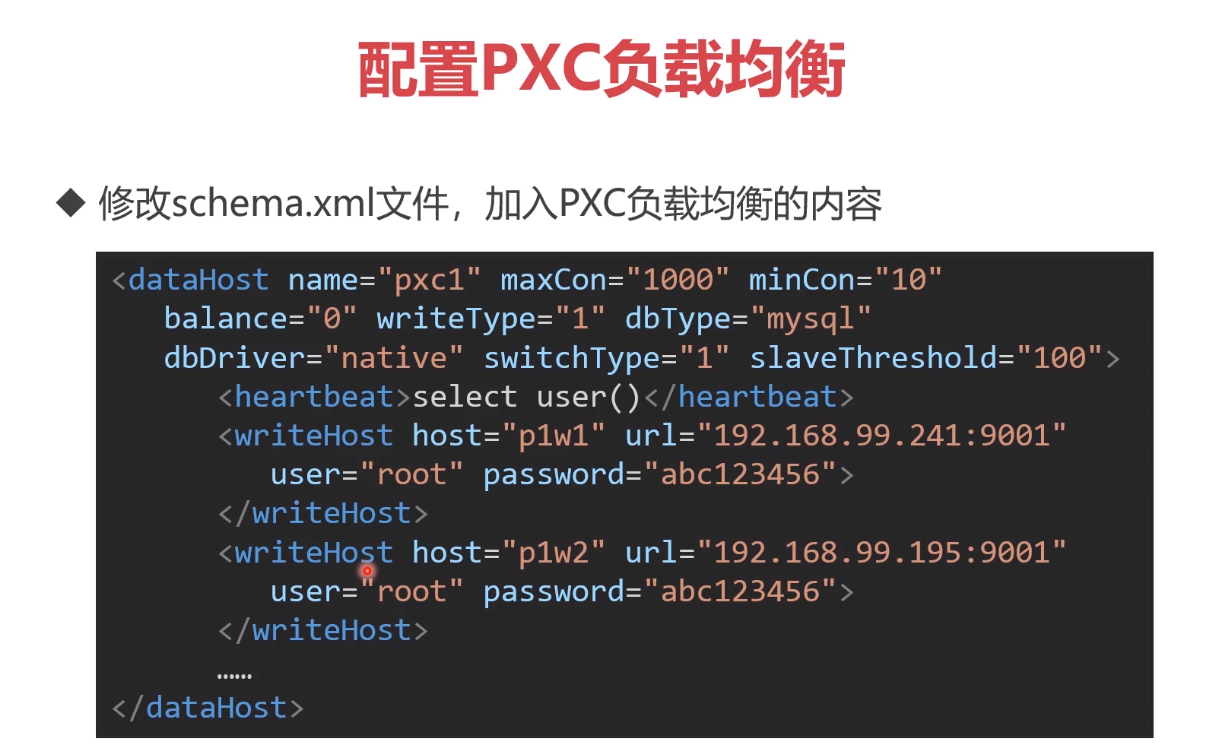 配置PXC负载均衡
◆ 修改schema.xml文件，加入PXC负载均衡的内容
<dataHost name="pxc1" maxCon="1000" minCon="10"
balance="0" writeType="1" dbType="mysql"
dbDriver="native" switchType="1" slaveThreshold="100">
<heartbeat>select user()</heartbeat>
<writeHost host="p1w1" url="192.168.99.241:9001"
user="root" password="abc123456">
</writeHost>
<writeHost host="p1w2" url="192.168.99.195:9001"
user="root" password="abc123456">
</writeHost>
……
</dataHost>